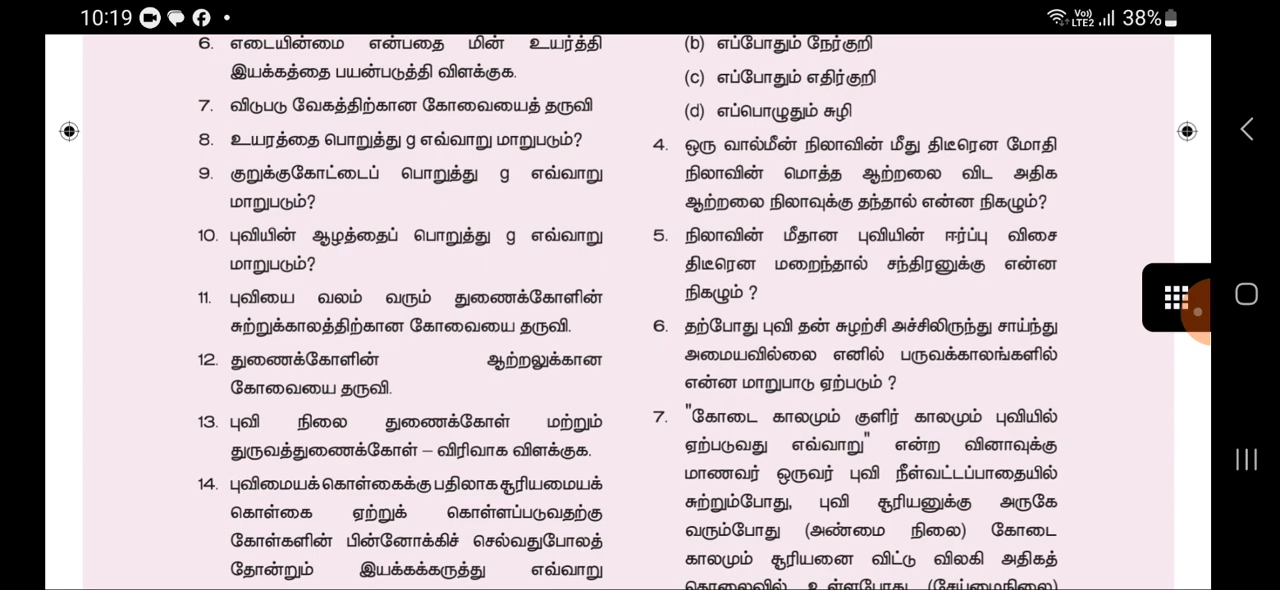 10:19
Vo)) LTE2 38%
6. எடையின்மை என்பதை மின் உயர்த்தி
இயக்கத்தை பயன்படுத்தி விளக்குக.
7. விடுபடு வேகத்திற்கான கோவையைத் தருவி
8. உயரத்தை பொறுத்து g எவ்வாறு மாறுபடும்?
9. குறுக்குகோட்டைப் பொறுத்து g எவ்வாறு
மாறுபடும்?
10. புவியின் ஆழத்தைப் பொறுத்து g எவ்வாறு
மாறுபடும்?
11. புவியை வலம் வரும் துணைக்கோளின்
சுற்றுக்காலத்திற்கான கோவையை தருவி.
12. துணைக்கோளின் ஆற்றலுக்கான
கோவையை தருவி.
13. புவி நிலை துணைக்கோள் மற்றும்
துருவத்துணைக்கோள் – விரிவாக விளக்குக.
14. புவிமையக்கொள்கைக்கு பதிலாக சூரியமையக்
கொள்கை ஏற்றுக் கொள்ளப்படுவதற்கு
கோள்களின் பின்னோக்கிச் செல்வதுபோலத்
தோன்றும் இயக்கக்கருத்து எவ்வாறு
(b) எப்போதும் நேர்குறி
(c) எப்போதும் எதிர்குறி
(d) எப்பொழுதும் சுழி
4. ஒரு வால்மீன் நிலாவின் மீது திடீரென மோதி
நிலாவின் மொத்த ஆற்றலை விட அதிக
ஆற்றலை நிலாவுக்கு தந்தால் என்ன நிகழும்?
5. நிலாவின் மீதான புவியின் ஈர்ப்பு விசை
திடீரென மறைந்தால் சந்திரனுக்கு என்ன
நிகழும் ?
6. தற்போது புவி தன் சுழற்சி அச்சிலிருந்து சாய்ந்து
அமையவில்லை எனில் பருவக்காலங்களில்
என்ன மாறுபாடு ஏற்படும் ?
7. "கோடை காலமும் குளிர் காலமும் புவியில்
ஏற்படுவது எவ்வாறு" என்ற வினாவுக்கு
மாணவர் ஒருவர் புவி நீள்வட்டப்பாதையில்
சுற்றும்போது, புவி சூரியனுக்கு அருகே
வரும்போது (அண்மை நிலை) கோடை
காலமும் சூரியனை விட்டு விலகி அதிகத்
தொலைவில் உள்ளபோது (சேய்மைநிலை)